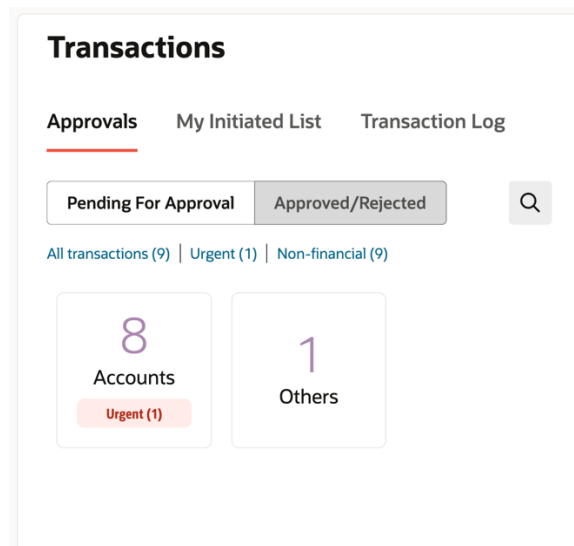 Transactions
Approvals My Initiated List Transaction Log
Pending For Approval Approved/Rejected
All transactions (9) | Urgent (1) | Non-financial (9)
8
Accounts
Urgent (1)
1
Others